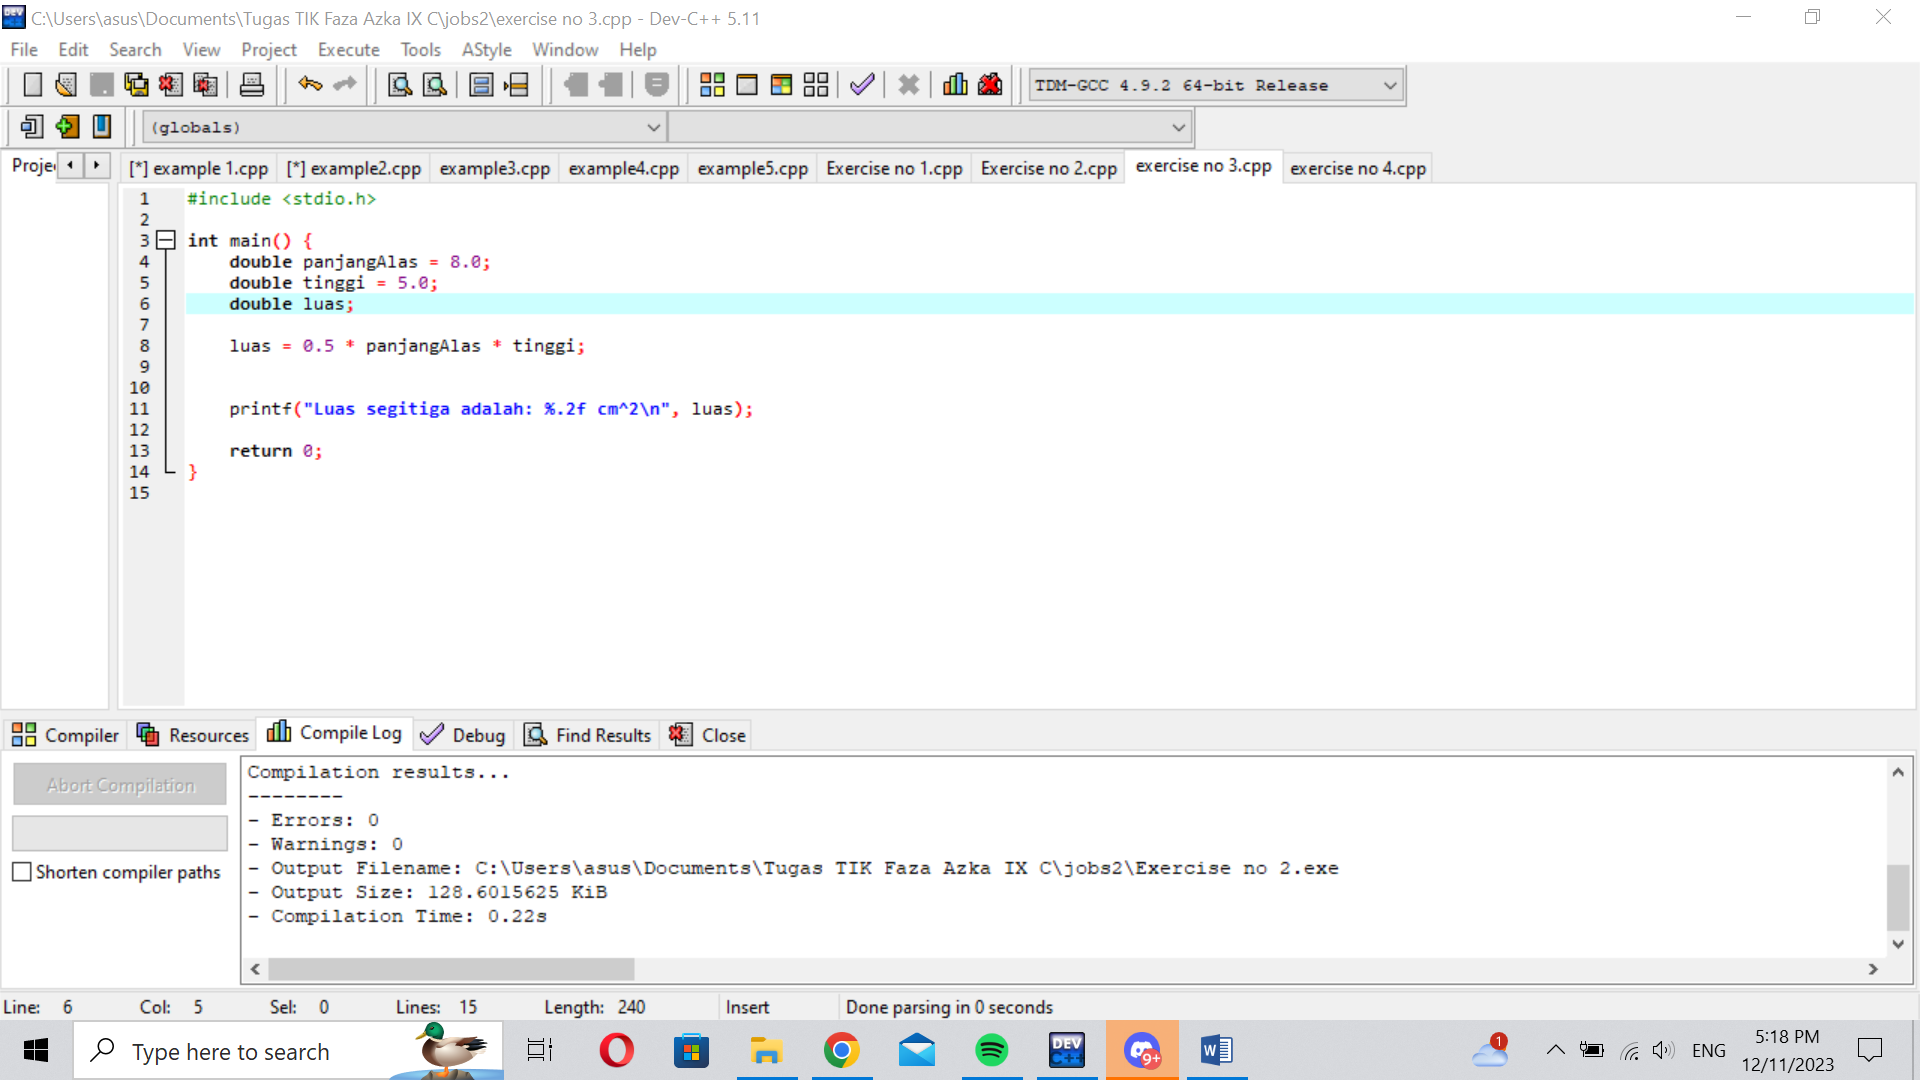 C:\Users\asus\Documents\Tugas TIK Faza Azka IX C\jobs2\exercise no 3.cpp - Dev-C++ 5.11
File Edit Search View Project Execute Tools AStyle Window Help
TDM-GCC 4.9.2 64-bit Release
(globals)
Proje [*] example 1.cpp [*] example2.cpp example3.cpp example4.cpp example5.cpp Exercise no 1.cpp Exercise no 2.cpp exercise no 3.cpp exercise no 4.cpp
1 #include <stdio.h>
2
3 int main() {
4 double panjangAlas = 8.0;
5 double tinggi = 5.0;
6 double luas;
7
8 luas = 0.5 * panjangAlas * tinggi;
9
10
11 printf("Luas segitiga adalah: %.2f cm^2\n", luas);
12
13 return 0;
14 }
15
Compiler Resources Compile Log Debug Find Results Close
Abort Compilation
Shorten compiler paths
Compilation results...
--------
- Errors: 0
- Warnings: 0
- Output Filename: C:\Users\asus\Documents\Tugas TIK Faza Azka IX C\jobs2\Exercise no 2.exe
- Output Size: 128.6015625 KiB
- Compilation Time: 0.22s
Line: 6 Col: 5 Sel: 0 Lines: 15 Length: 240 Insert Done parsing in 0 seconds
Type here to search
DEV C++
9+
W
1
ENG
5:18 PM
12/11/2023